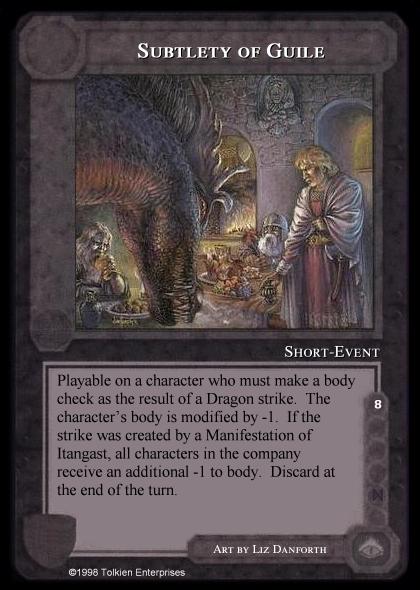 SUBTLETY OF GUILE
SHORT-EVENT
Playable on a character who must make a body
check as the result of a Dragon strike. The
character's body is modified by -1. If the
strike was created by a Manifestation of
Itangast, all characters in the company
receive an additional -1 to body. Discard at
the end of the turn.
8
N
ART BY LIZ DANFORTH
©1998 Tolkien Enterprises